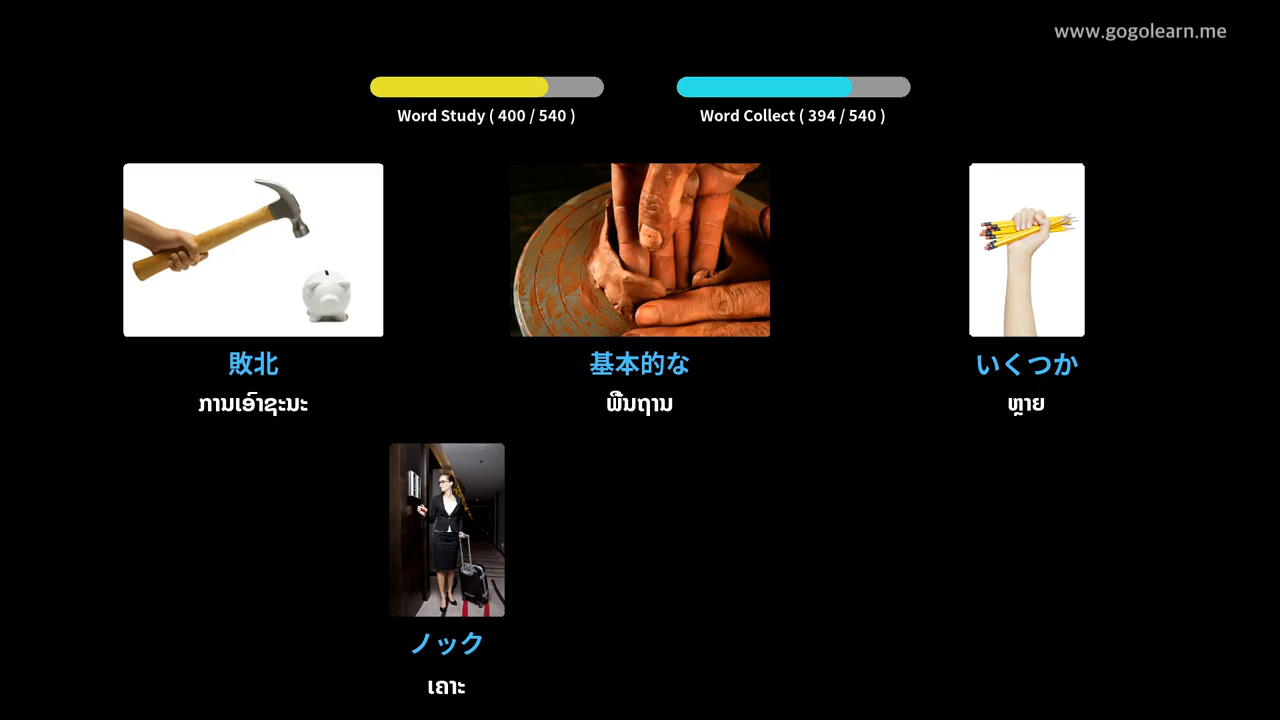 www.gogolearn.me
Word Study ( 400 / 540 )
Word Collect ( 394 / 540 )
敗北
基本的な
いくつか
ການເອົາຊະນະ
ພື້ນຖານ
ຫຼາຍ
ノック
ເຄາະ